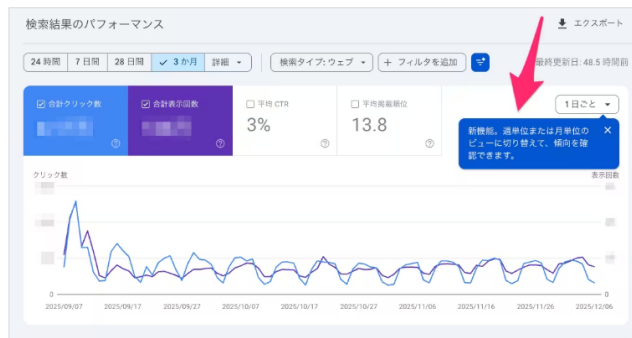 検索結果のパフォーマンス
エクスポート
24 時間 7 日間 28 日間 3 か月 詳細
検索タイプ: ウェブ
+ フィルタを追加
最終更新日: 48.5 時間前
合計クリック数
合計表示回数
平均 CTR
3%
平均掲載順位
13.8
1日ごと
新機能。週単位または月単位の
ビューに切り替えて、傾向を確
認できます。
クリック数
表示回数
0
0
2025/09/07 2025/09/17 2025/09/27 2025/10/07 2025/10/17 2025/10/27 2025/11/06 2025/11/16 2025/11/26 2025/12/06